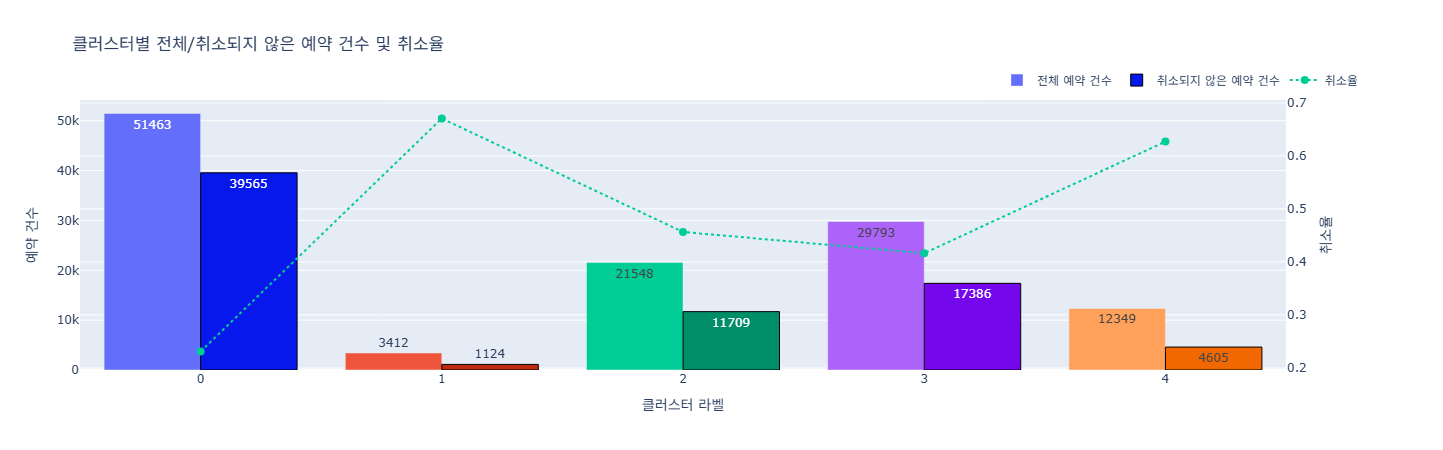 클러스터별 전체/취소되지 않은 예약 건수 및 취소율
전체 예약 건수 취소되지 않은 예약 건수 취소율
예약 건수
50k
40k
30k
20k
10k
0
51463
39565
3412
1124
21548
11709
29793
17386
12349
4605
0.7
0.6
0.5
0.4
0.3
0.2
취소율
0 1 2 3 4
클러스터 라벨